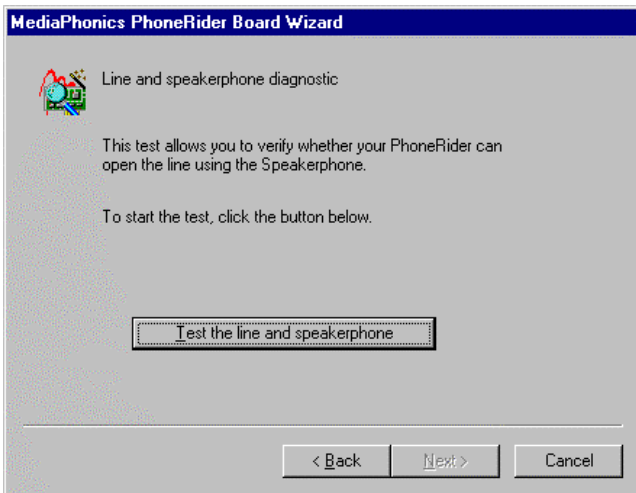 MediaPhonics PhoneRider Board Wizard
Line and speakerphone diagnostic
This test allows you to verify whether your PhoneRider can
open the line using the Speakerphone.
To start the test, click the button below.
Test the line and speakerphone
< Back Next > Cancel